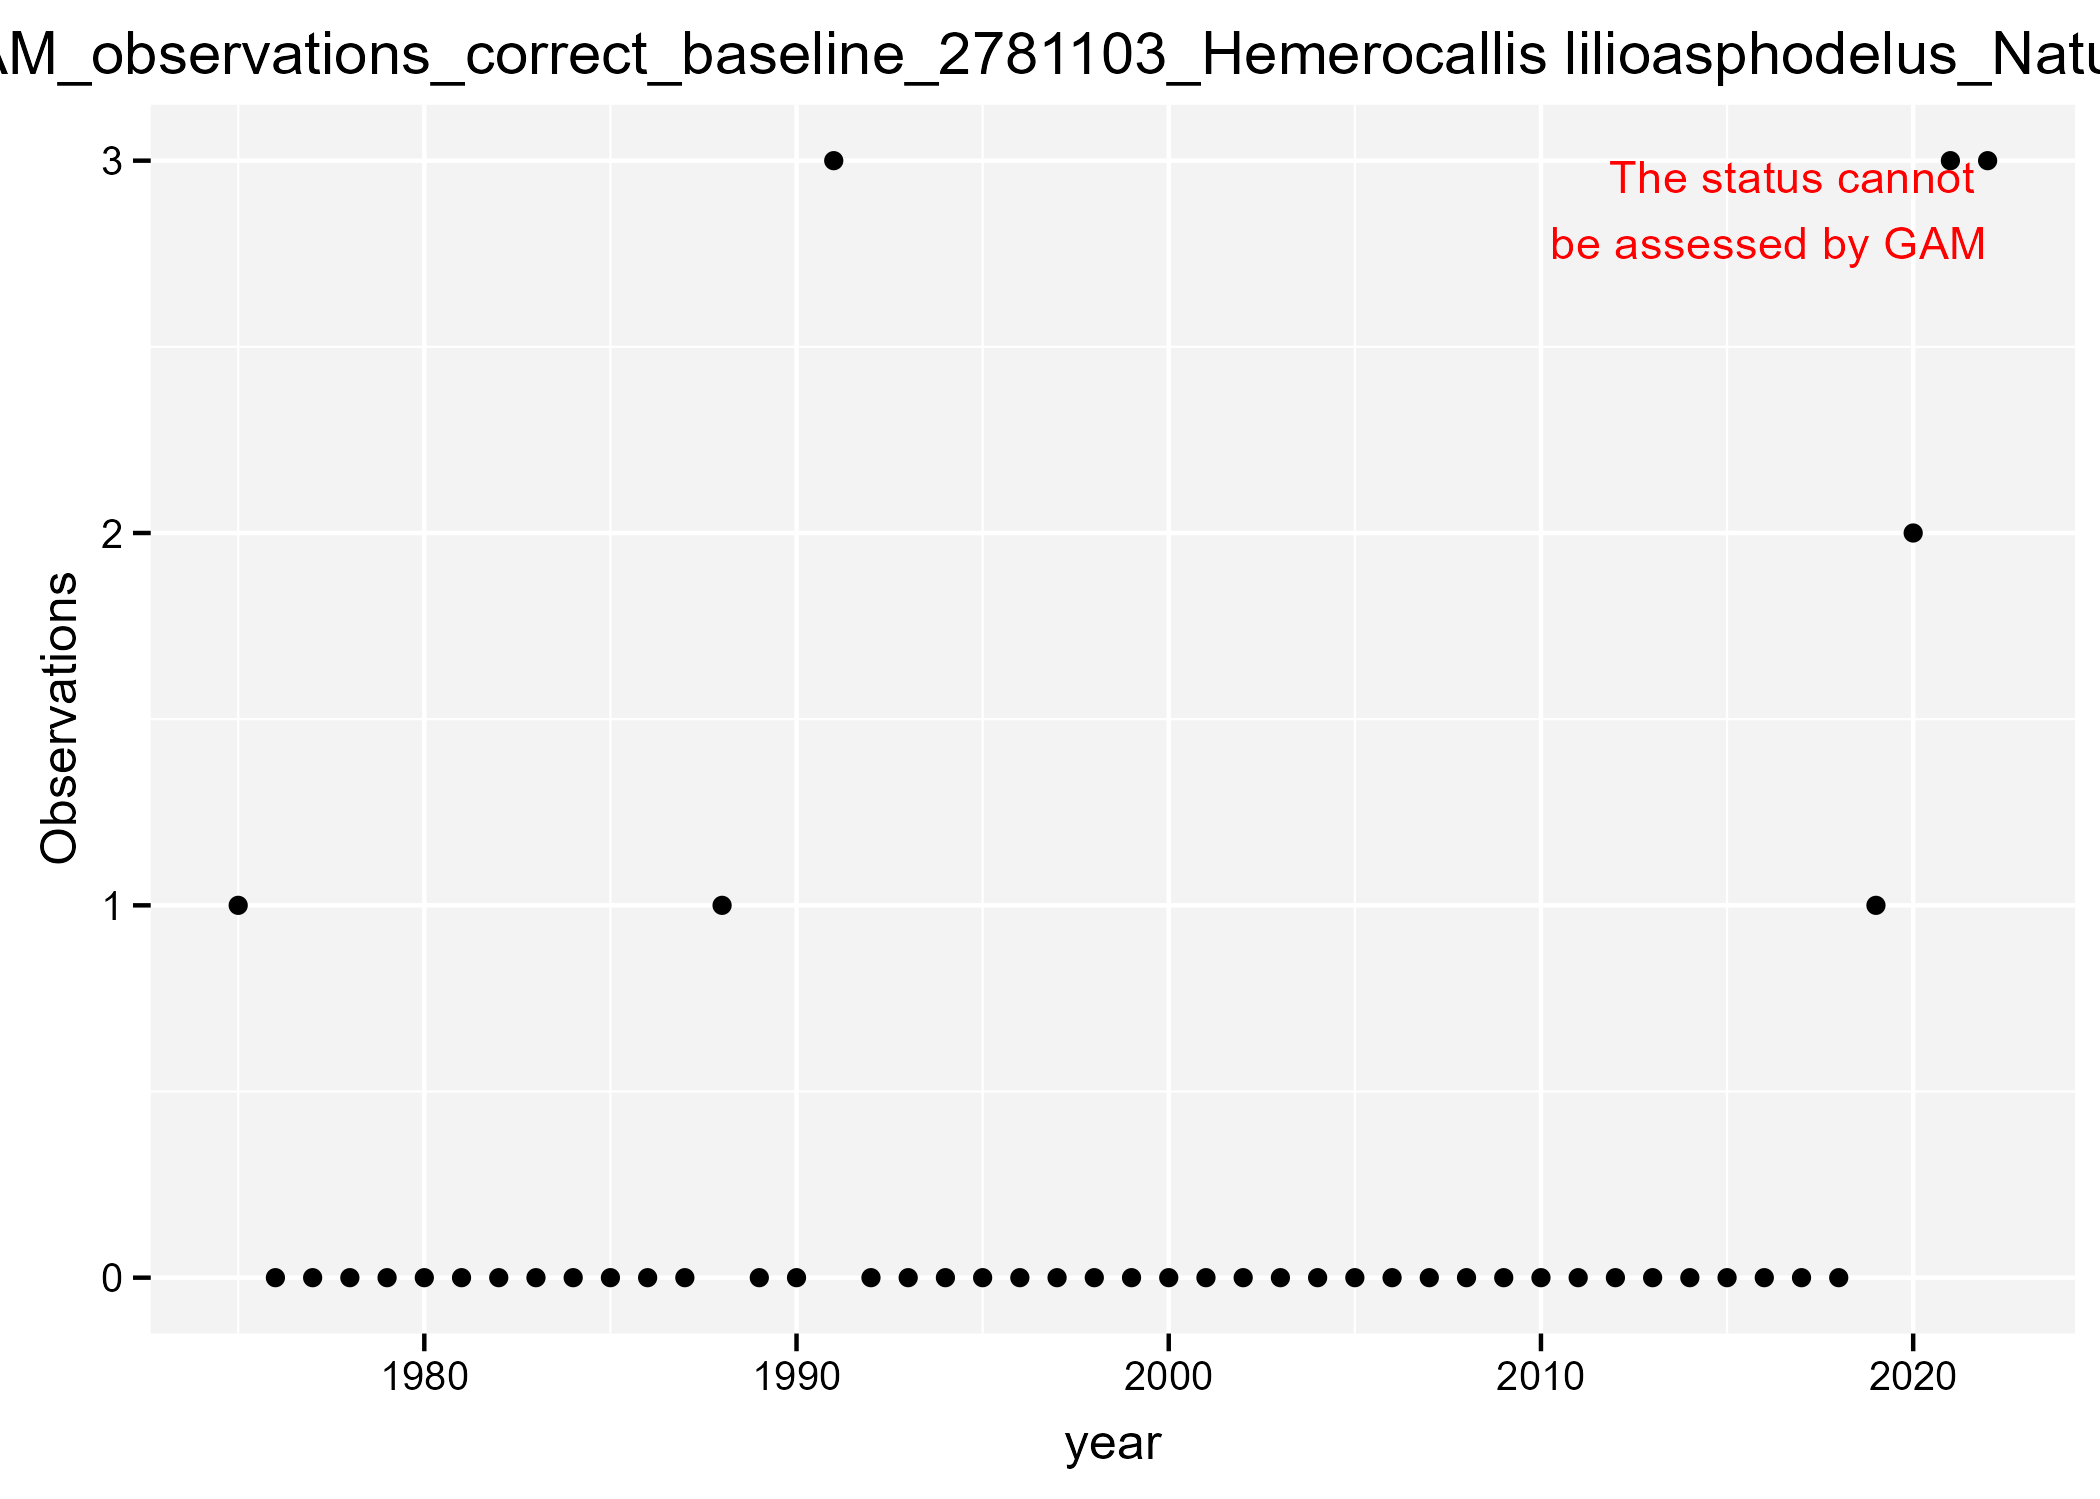 AM_observations_correct_baseline_2781103_Hemerocallis lilioasphodelus_Natu
3
The status cannot
be assessed by GAM
2
Observations
1
0
1980 1990 2000 2010 2020
year